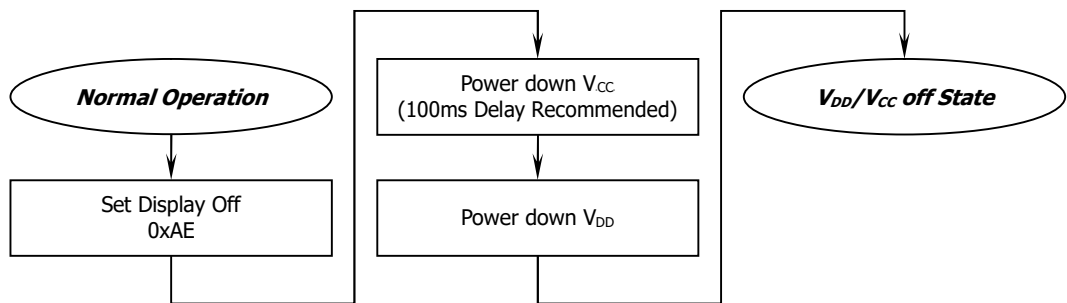 Normal Operation
Set Display Off
0xAE
Power down VCC
(100ms Delay Recommended)
Power down VDD
VDD/VCC off State